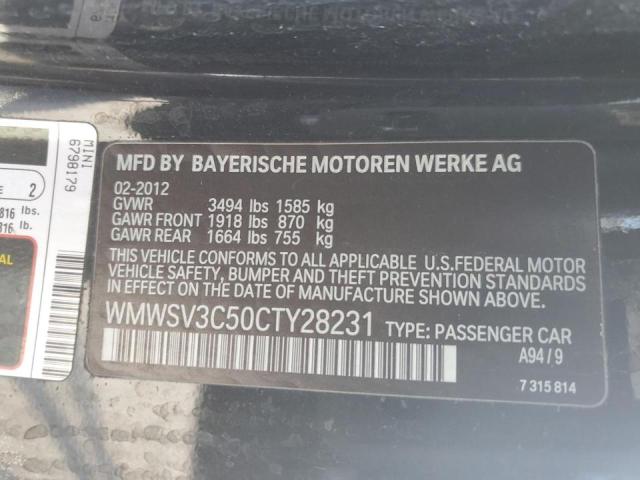 MFD BY BAYERISCHE MOTOREN WERKE AG
02-2012
GVWR 3494 lbs 1585 kg
GAWR FRONT 1918 lbs 870 kg
GAWR REAR 1664 lbs 755 kg
THIS VEHICLE CONFORMS TO ALL APPLICABLE U.S.FEDERAL MOTOR
VEHICLE SAFETY, BUMPER AND THEFT PREVENTION STANDARDS
IN EFFECT ON THE DATE OF MANUFACTURE SHOWN ABOVE.
WMWSV3C50CTY28231 TYPE: PASSENGER CAR
A94/9
7 315 814
MINI
6798179
2
816 lbs.
816 lb.